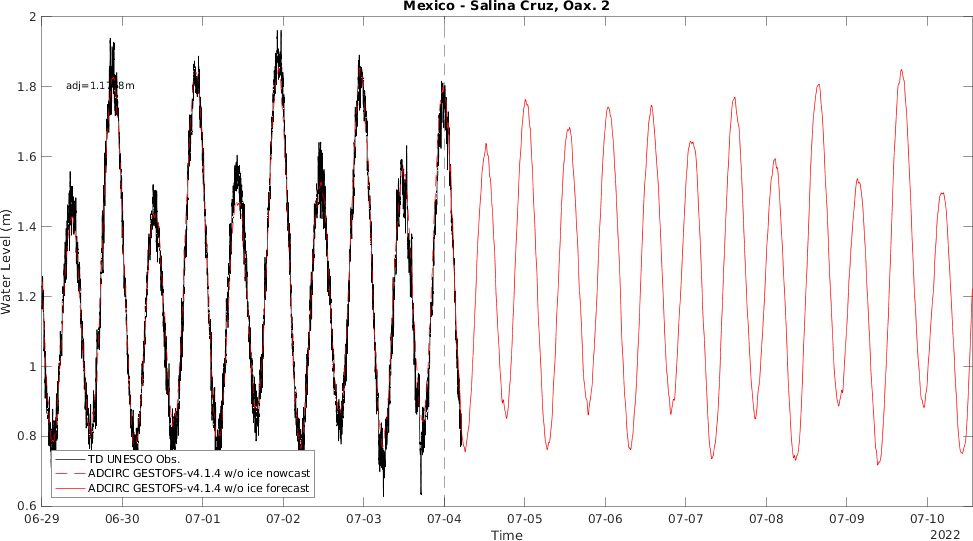 Mexico - Salina Cruz, Oax. 2
2
1.8
1.6
1.4
1.2
1
0.8
0.6
Water Level (m)
TD UNESCO Obs.
ADCIRC GESTOFS-v4.1.4 w/o ice nowcast
ADCIRC GESTOFS-v4.1.4 w/o ice forecast
06-29 06-30 07-01 07-02 07-03 07-04 07-05 07-06 07-07 07-08 07-09 07-10
Time
2022